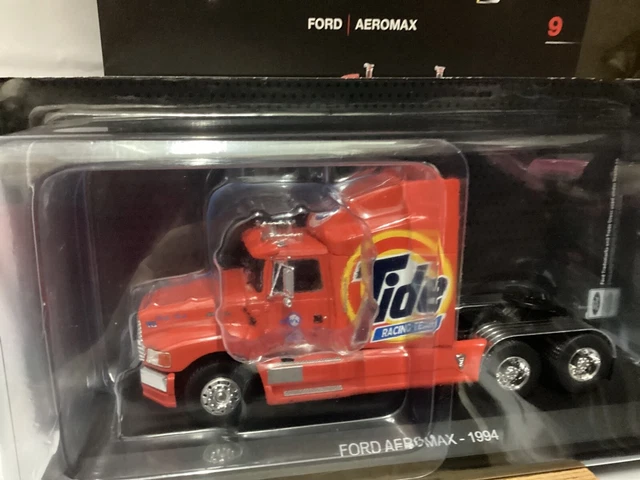 FORD | AEROMAX
9
Tide
RACING TEAM
FORD AEROMAX - 1994